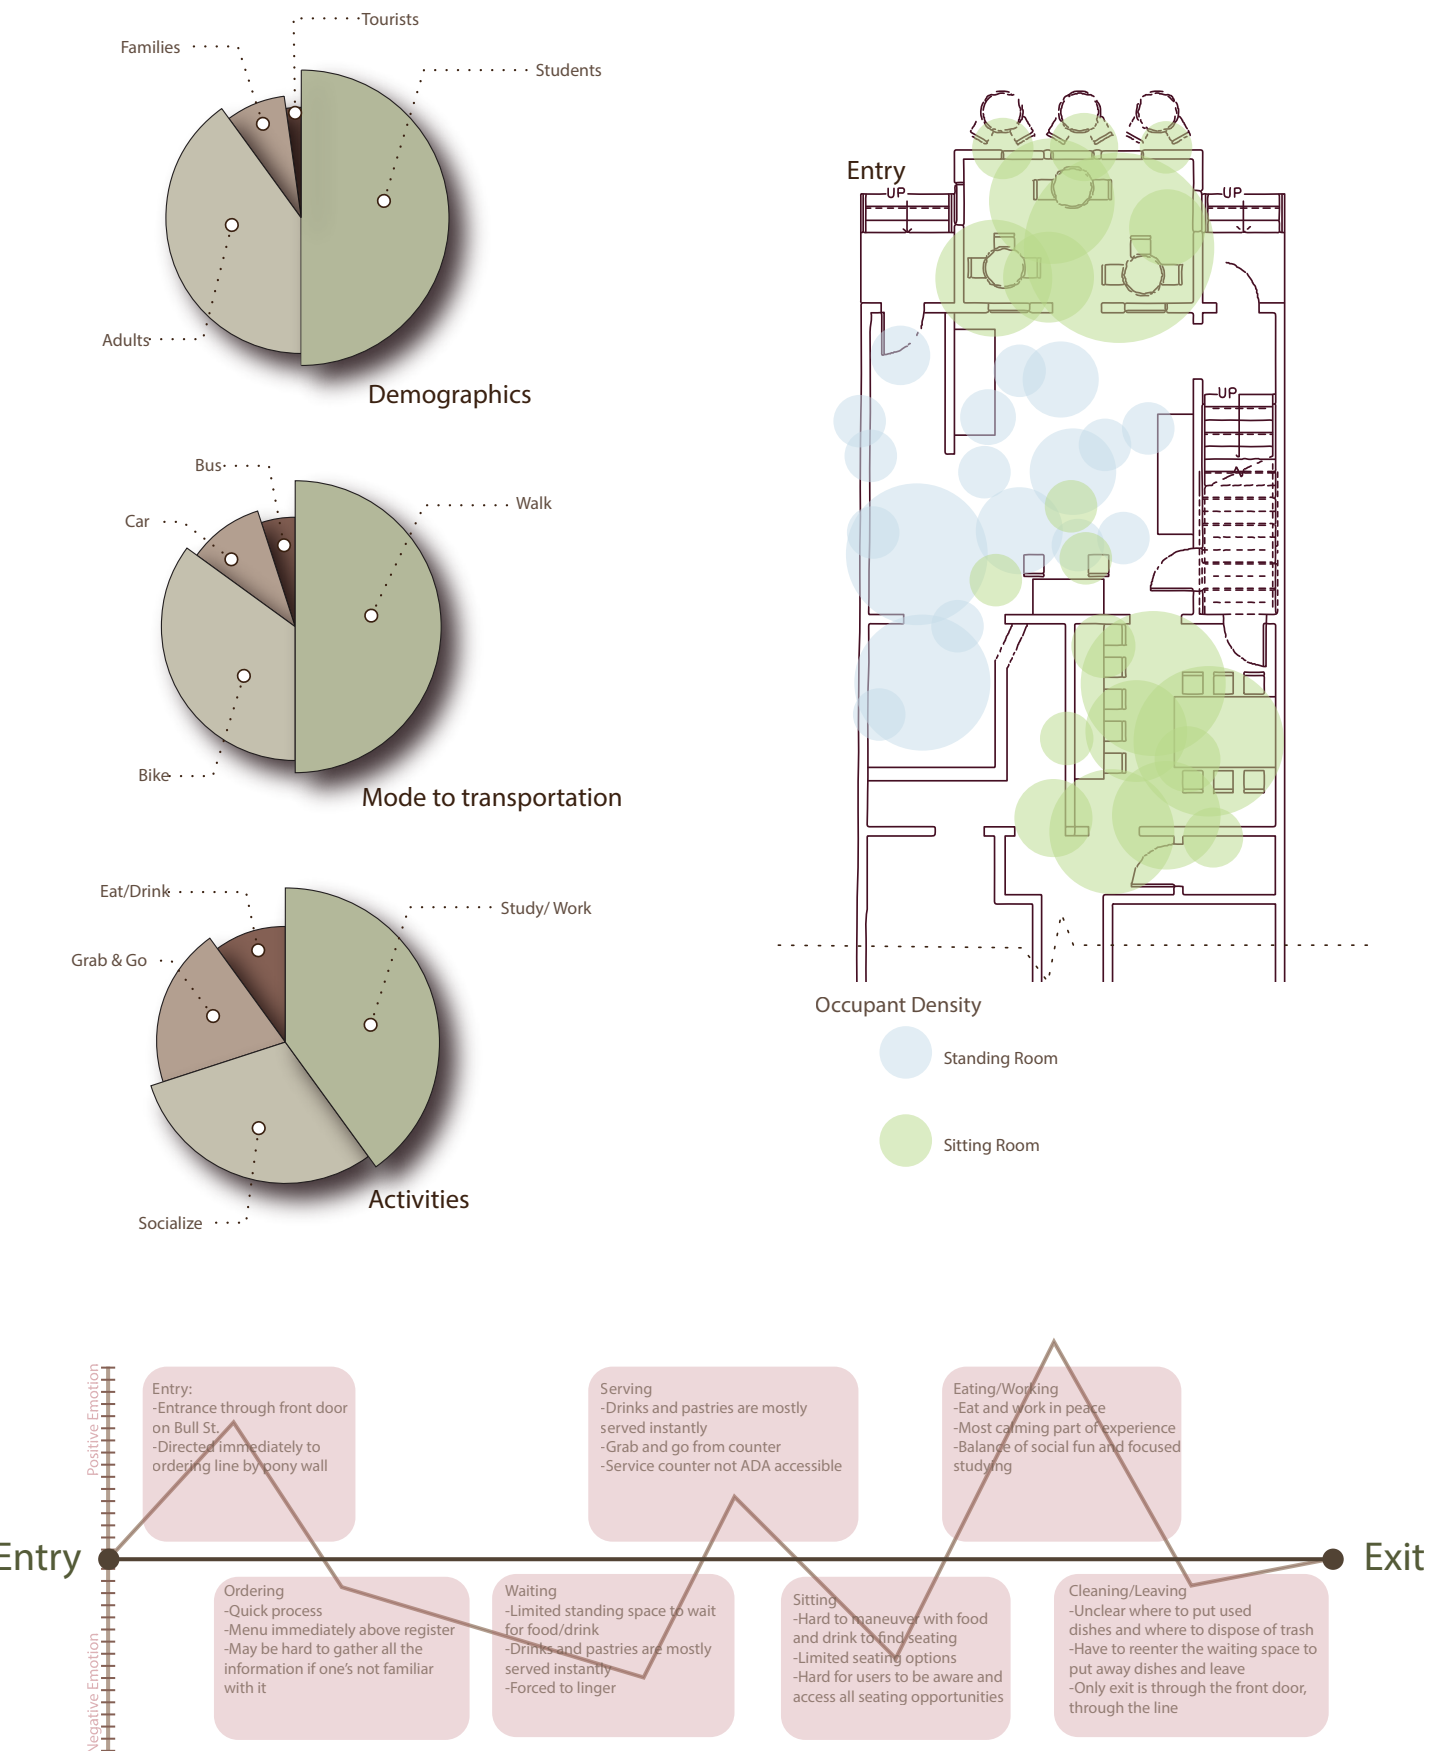 Tourists
Families
Students
Adults
Demographics
Bus
Walk
Car
Bike
Mode to transportation
Eat/Drink
Study/ Work
Grab & Go
Socialize
Activities
Entry
UP
UP
UP
Occupant Density
Standing Room
Sitting Room
Positive Emotion
Negative Emotion
Entry
Exit
Entry:
-Entrance through front door
on Bull St.
-Directed immediately to
ordering line by pony wall
Ordering
-Quick process
-Menu immediately above register
-May be hard to gather all the
information if one's not familiar
with it
Waiting
-Limited standing space to wait
for food/drink
-Drinks and pastries are mostly
served instantly
-Forced to linger
Serving
-Drinks and pastries are mostly
served instantly
-Grab and go from counter
-Service counter not ADA accessible
Sitting
-Hard to maneuver with food
and drink to find seating
-Limited seating options
-Hard for users to be aware and
access all seating opportunities
Eating/Working
-Eat and work in peace
-Most calming part of experience
-Balance of social fun and focused
studying
Cleaning/Leaving
-Unclear where to put used
dishes and where to dispose of trash
-Have to reenter the waiting space to
put away dishes and leave
-Only exit is through the front door,
through the line